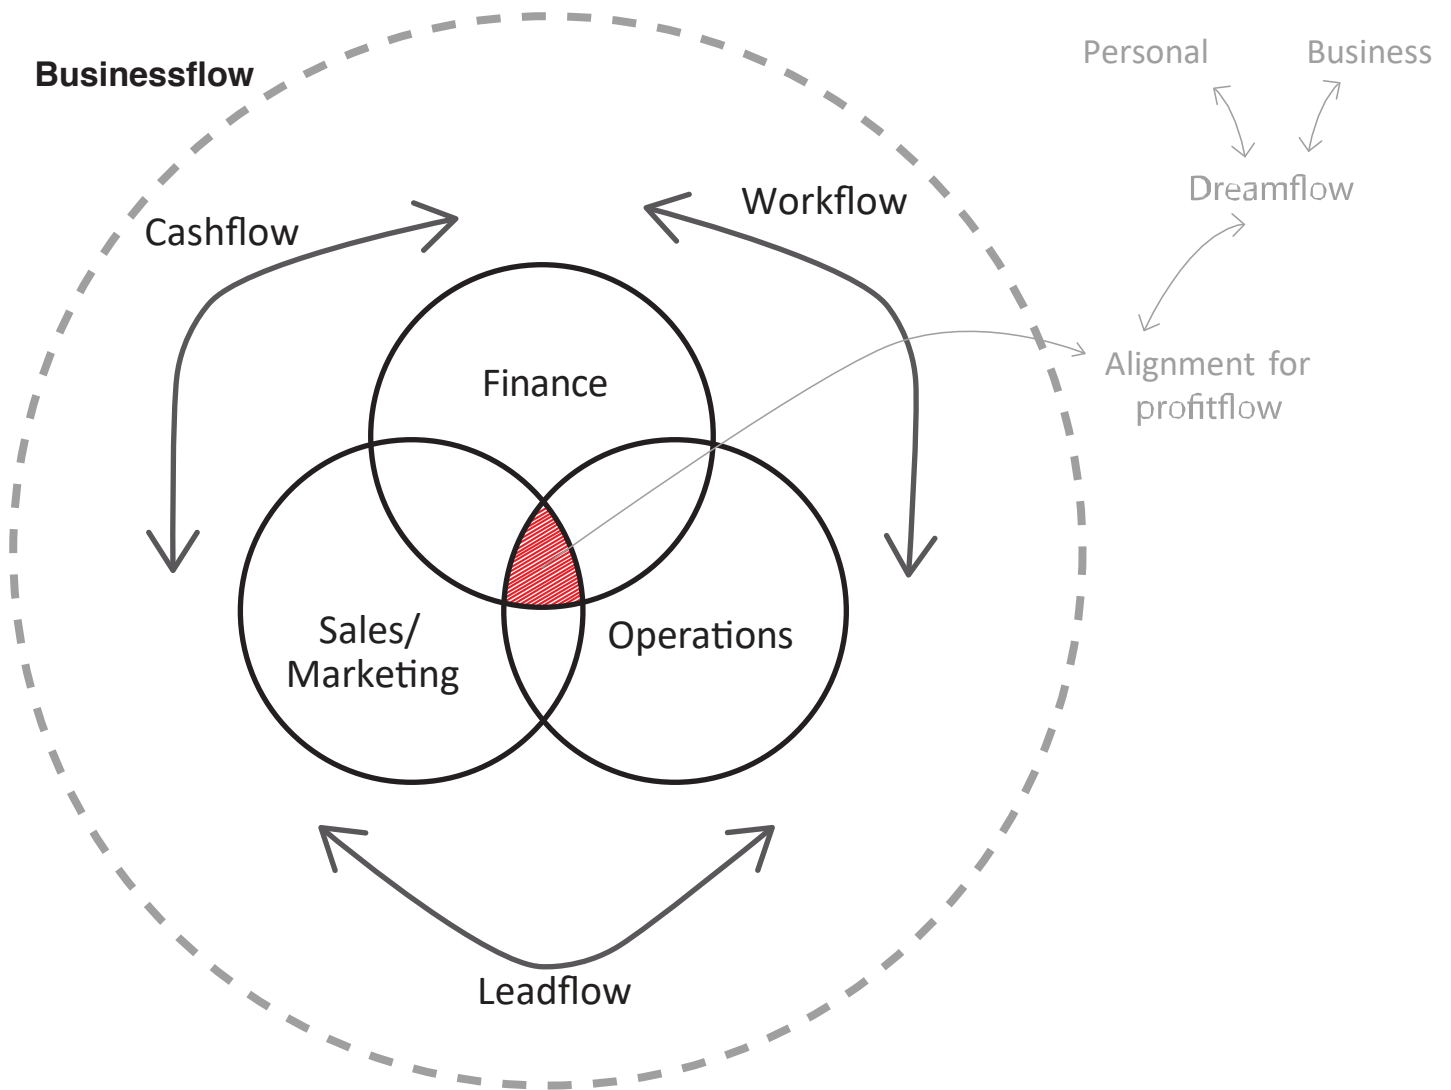 Businessflow
Personal
Business
Dreamflow
Cashflow
Workflow
Alignment for
profitflow
Finance
Sales/
Marketing
Operations
Leadflow